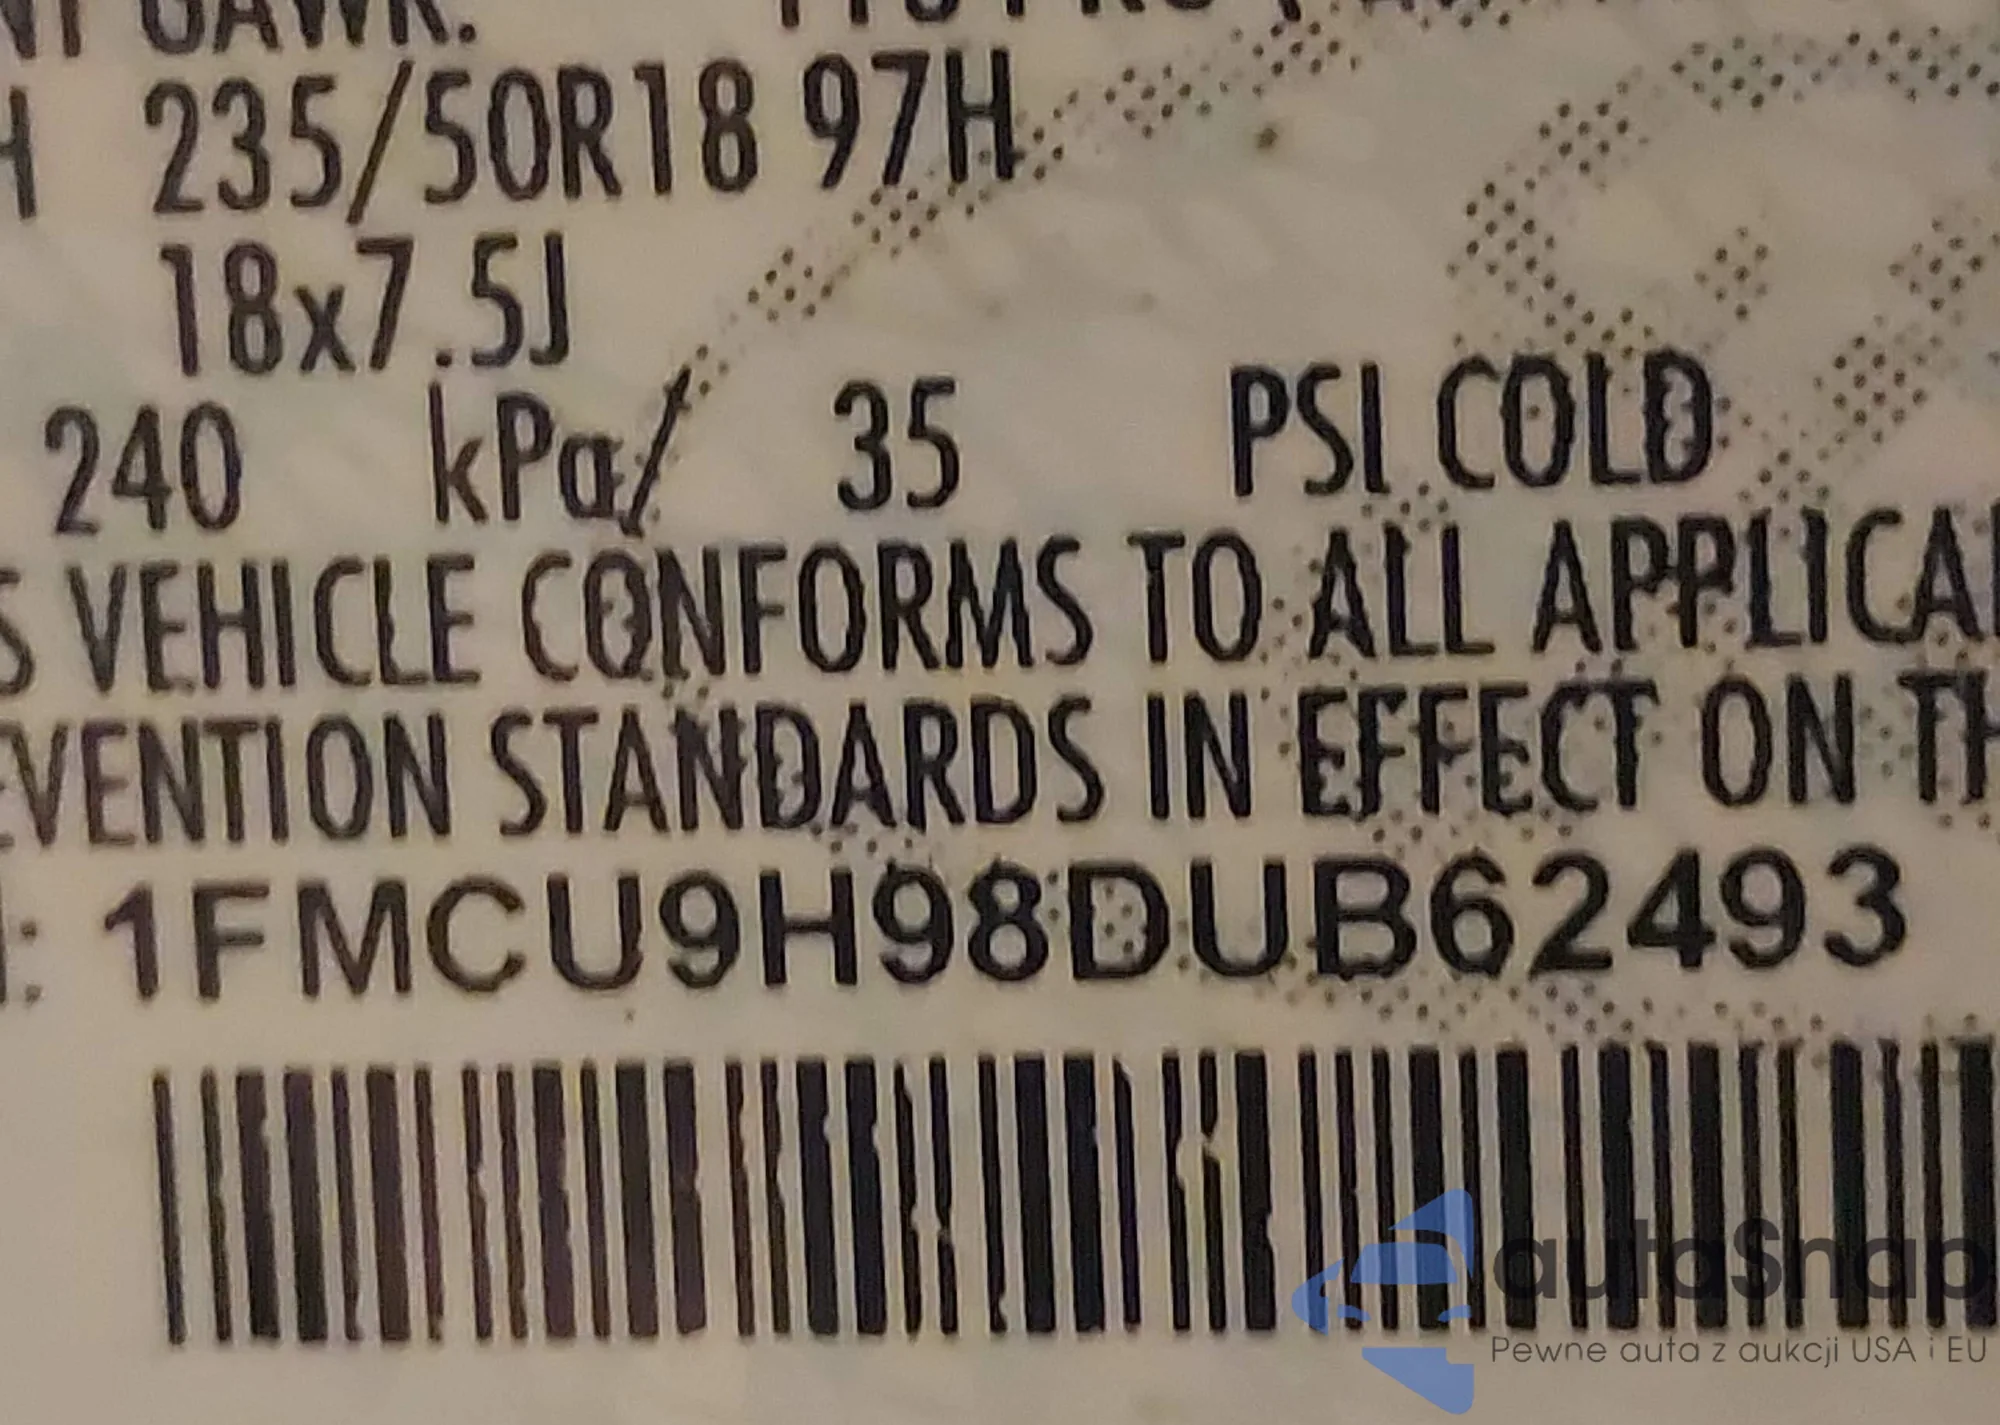 235/50R18 97H
18x7.5J
240 kPa/ 35 PSI COLD
VEHICLE CONFORMS TO ALL APPLICA
VENTION STANDARDS IN EFFECT ON TH
: 1FMCU9H98DUB62493
autaSnap
Pewne auta z aukcji USA i EU